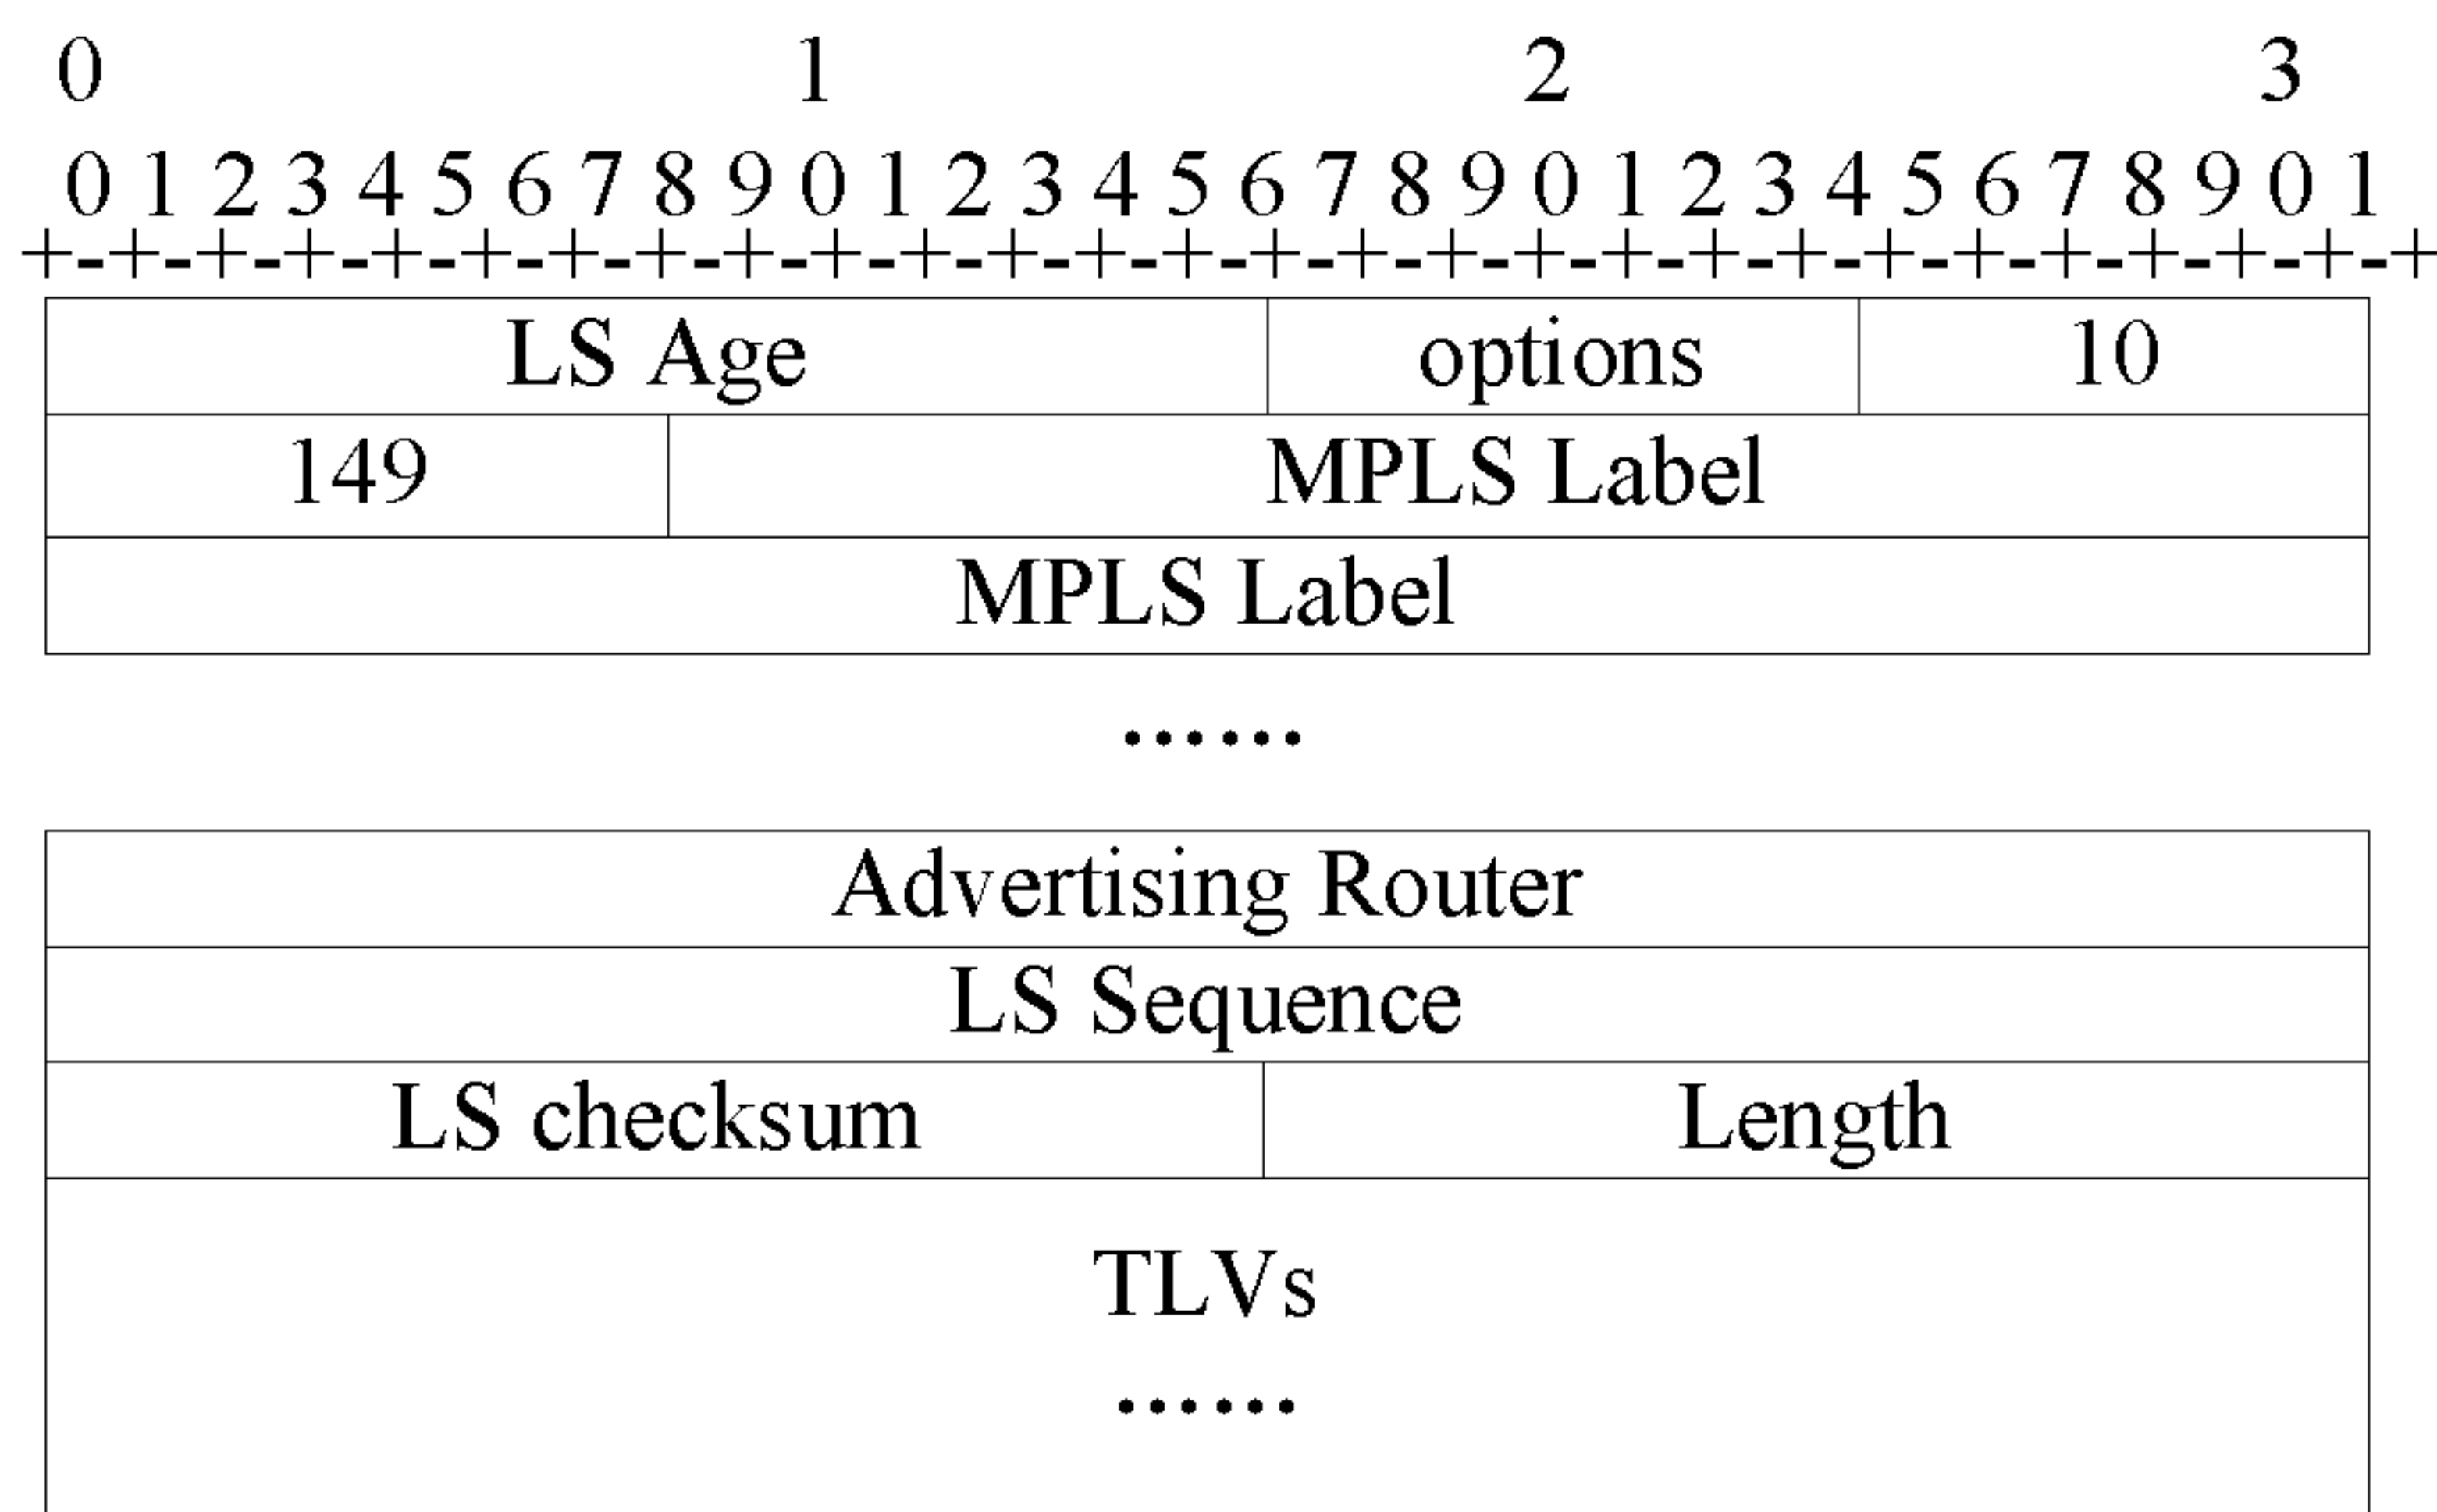 0 1 2 3
0 1 2 3 4 5 6 7 8 9 0 1 2 3 4 5 6 7 8 9 0 1 2 3 4 5 6 7 8 9 0 1
+-+-+-+-+-+-+-+-+-+-+-+-+-+-+-+-+-+-+-+-+-+-+-+-+-+-+-+
LS Age options 10
149 MPLS Label
MPLS Label
......
Advertising Router
LS Sequence
LS checksum Length
TLVs
......